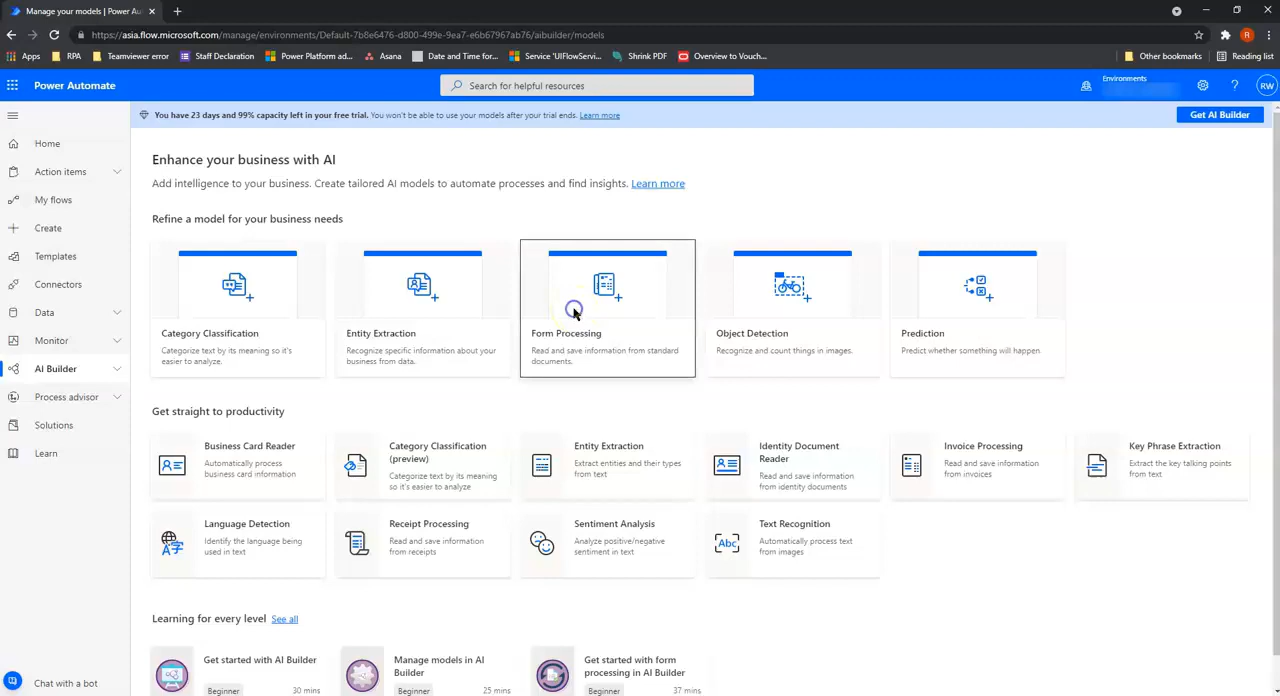 Manage your models | Power Au
https://asia.flow.microsoft.com/manage/environments/Default-7b8e6476-d800-499e-9ea7-e6b67967ab76/aibuilder/models
R
Apps RPA Teamviewer error Staff Declaration Power Platform ad... Asana Date and Time for... Service 'UIFlowServi... Shrink PDF Overview to Vouch... Other bookmarks Reading list
Power Automate
Search for helpful resources
Environments
RW
You have 23 days and 99% capacity left in your free trial. You won't be able to use your models after your trial ends. Learn more
Get AI Builder
Home
Action items
My flows
Create
Templates
Connectors
Data
Monitor
AI Builder
Process advisor
Solutions
Learn
Chat with a bot
Enhance your business with AI
Add intelligence to your business. Create tailored AI models to automate processes and find insights. Learn more
Refine a model for your business needs
Category Classification
Categorize text by its meaning so it's
easier to analyze.
Entity Extraction
Recognize specific information about your
business from data.
Form Processing
Read and save information from standard
documents.
Object Detection
Recognize and count things in images.
Prediction
Predict whether something will happen.
Get straight to productivity
Business Card Reader
Automatically process
business card information
Category Classification
(preview)
Categorize text by its meaning
so it's easier to analyze
Entity Extraction
Extract entities and their types
from text
Identity Document
Reader
Read and save information
from identity documents
Invoice Processing
Read and save information
from invoices
Key Phrase Extraction
Extract the key talking points
from text
Language Detection
Identify the language being
used in text
Receipt Processing
Read and save information
from receipts
Sentiment Analysis
Analyze positive/negative
sentiment in text
Abc
Text Recognition
Automatically process text
from images
Learning for every level See all
Get started with AI Builder
Beginner 30 mins
Manage models in AI
Builder
Beginner 25 mins
Get started with form
processing in AI Builder
Beginner 37 mins